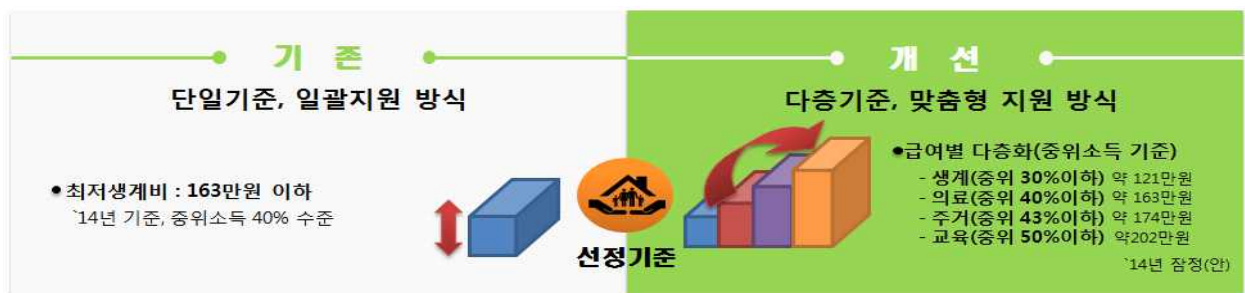 기 존
단일기준, 일괄지원 방식
●최저생계비 : 163만원 이하
`14년 기준, 중위소득 40% 수준
선정기준
개 선
다층기준, 맞춤형 지원 방식
●급여별 다층화(중위소득 기준)
- 생계(중위 30%이하) 약 121만원
- 의료(중위 40%이하) 약 163만원
- 주거(중위 43%이하) 약 174만원
- 교육(중위 50%이하) 약202만원
`14년 잠정(안)